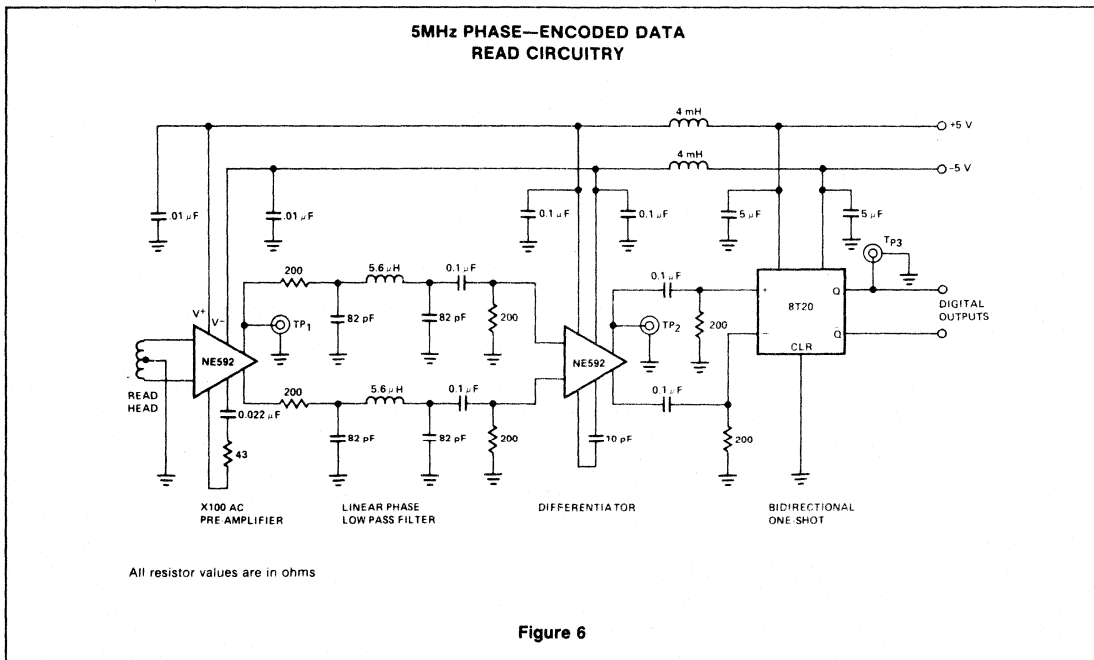 5MHz PHASE—ENCODED DATA
READ CIRCUITRY
4 mH
+5 V
4 mH
-5 V
.01 μF
.01 μF
0.1 μF
0.1 μF
5 μF
5 μF
TP3
200
5.6 μH
0.1 μF
0.1 μF
V+
V-
TP1
82 pF
82 pF
200
TP2
200
+
8T20
Q
DIGITAL
OUTPUTS
NE592
NE592
-
Q
CLR
READ
HEAD
200
5.6 μH
0.1 μF
0.1 μF
0.022 μF
82 pF
82 pF
200
10 pF
200
43
X100 AC
PRE-AMPLIFIER
LINEAR PHASE
LOW PASS FILTER
DIFFERENTIATOR
BIDIRECTIONAL
ONE-SHOT
All resistor values are in ohms
Figure 6